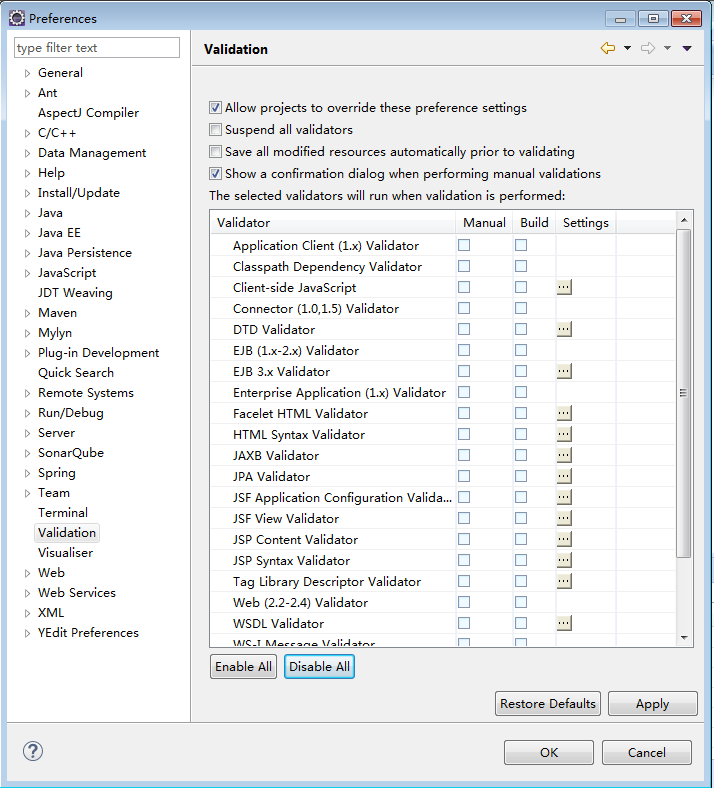 Preferences
type filter text
General
Ant
AspectJ Compiler
C/C++
Data Management
Help
Install/Update
Java
Java EE
Java Persistence
JavaScript
JDT Weaving
Maven
Mylyn
Plug-in Development
Quick Search
Remote Systems
Run/Debug
Server
SonarQube
Spring
Team
Terminal
Validation
Visualiser
Web
Web Services
XML
YEdit Preferences
Validation
Allow projects to override these preference settings
Suspend all validators
Save all modified resources automatically prior to validating
Show a confirmation dialog when performing manual validations
The selected validators will run when validation is performed:
Validator Manual Build Settings
Application Client (1.x) Validator
Classpath Dependency Validator
Client-side JavaScript ...
Connector (1.0,1.5) Validator
DTD Validator ...
EJB (1.x-2.x) Validator
EJB 3.x Validator ...
Enterprise Application (1.x) Validator
Facelet HTML Validator ...
HTML Syntax Validator ...
JAXB Validator ...
JPA Validator ...
JSF Application Configuration Valida... ...
JSF View Validator ...
JSP Content Validator ...
JSP Syntax Validator ...
Tag Library Descriptor Validator ...
Web (2.2-2.4) Validator
WSDL Validator ...
WS-I Message Validator
Enable All Disable All
Restore Defaults Apply
? OK Cancel